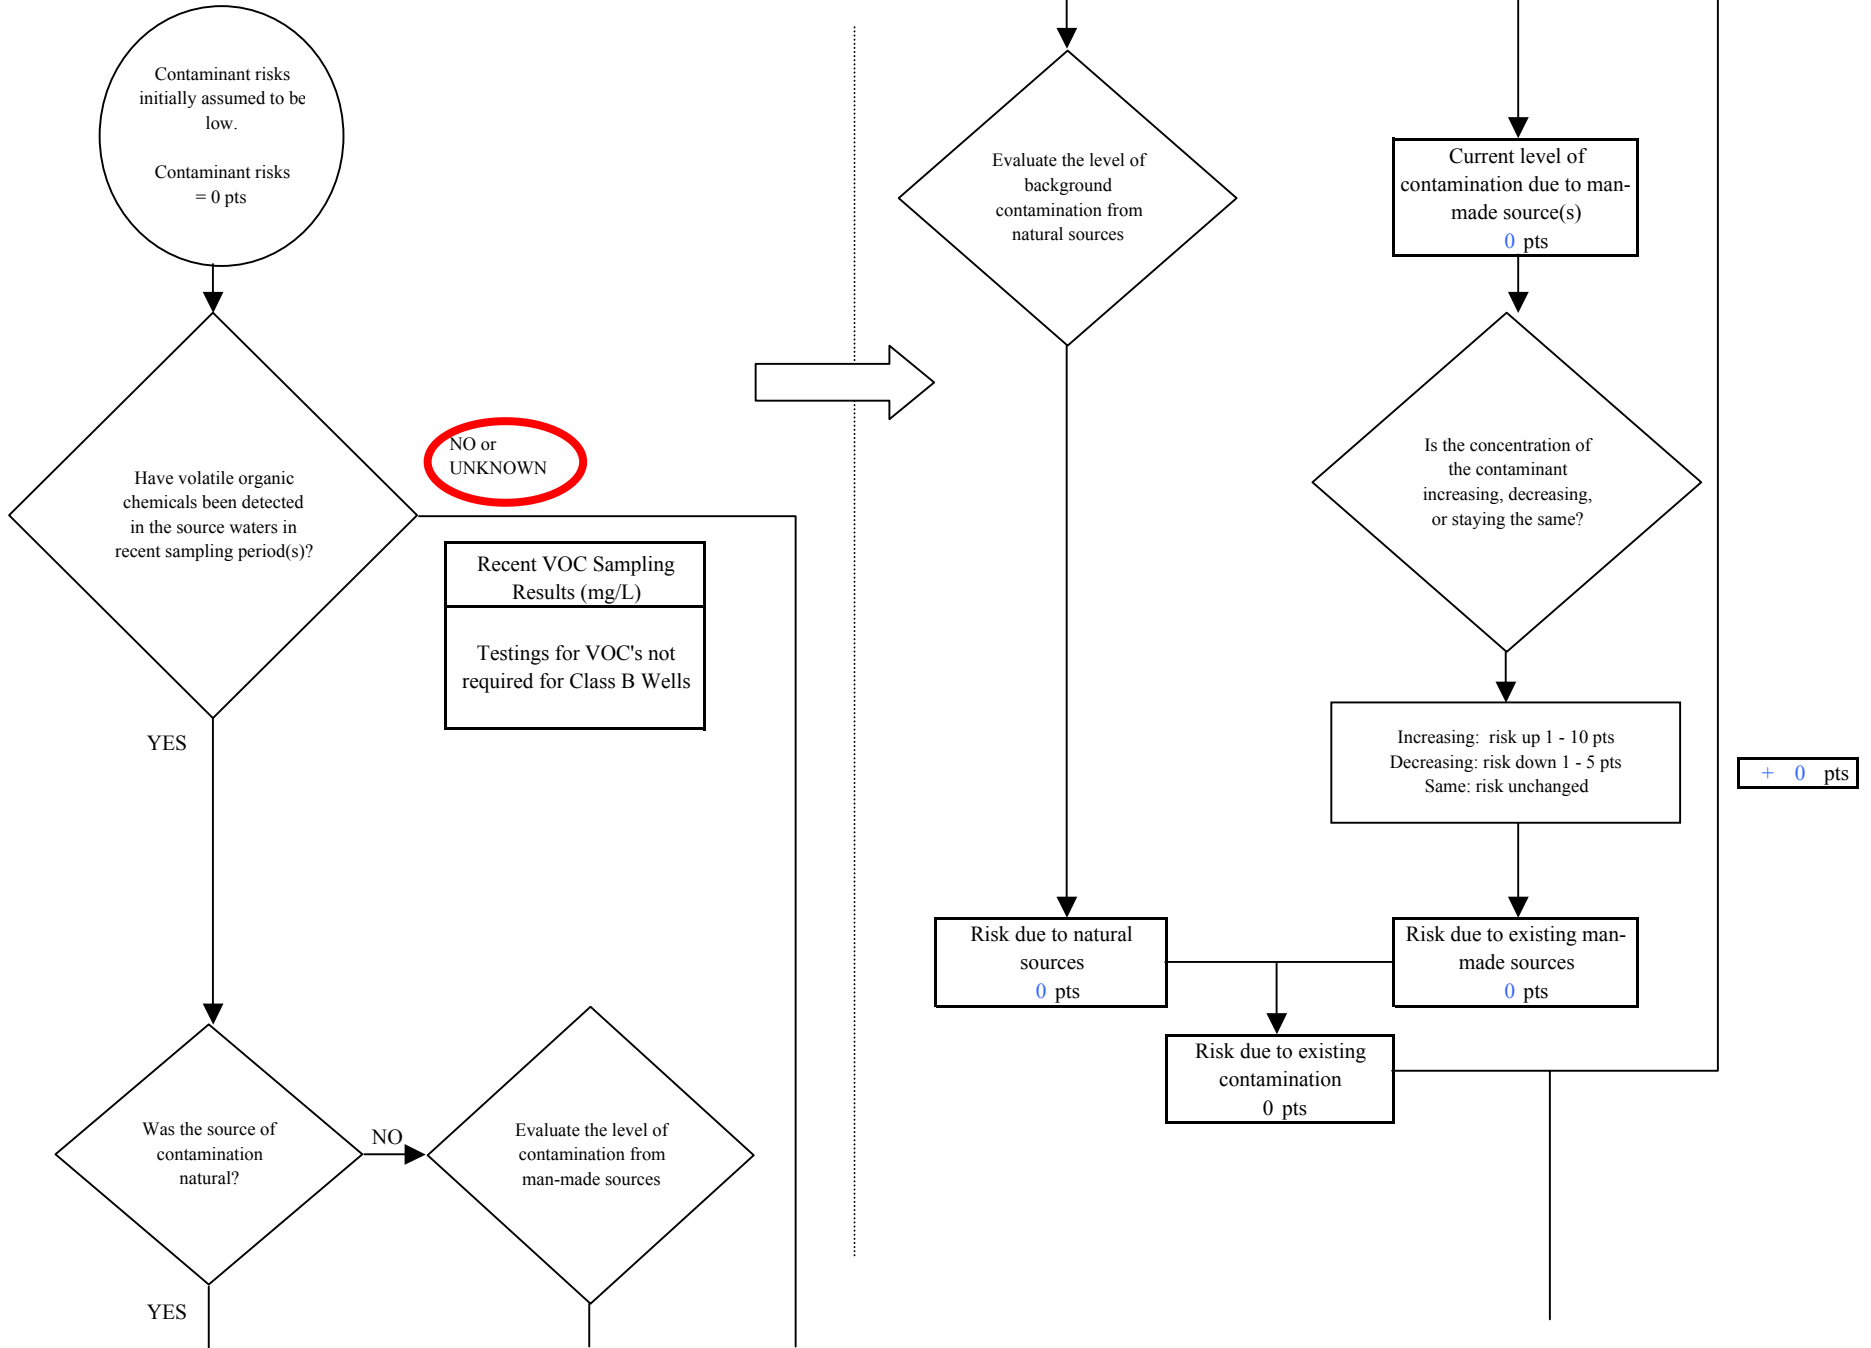 Contaminant risks
initially assumed to be
low.
Contaminant risks
= 0 pts
Have volatile organic
chemicals been detected
in the source waters in
recent sampling period(s)?
NO or
UNKNOWN
Recent VOC Sampling
Results (mg/L)
Testings for VOC's not
required for Class B Wells
YES
Was the source of
contamination
natural?
NO
Evaluate the level of
contamination from
man-made sources
YES
Evaluate the level of
background
contamination from
natural sources
Current level of
contamination due to man-
made source(s)
0 pts
Is the concentration of
the contaminant
increasing, decreasing,
or staying the same?
Increasing: risk up 1 - 10 pts
Decreasing: risk down 1 - 5 pts
Same: risk unchanged
+ 0 pts
Risk due to natural
sources
0 pts
Risk due to existing man-
made sources
0 pts
Risk due to existing
contamination
0 pts